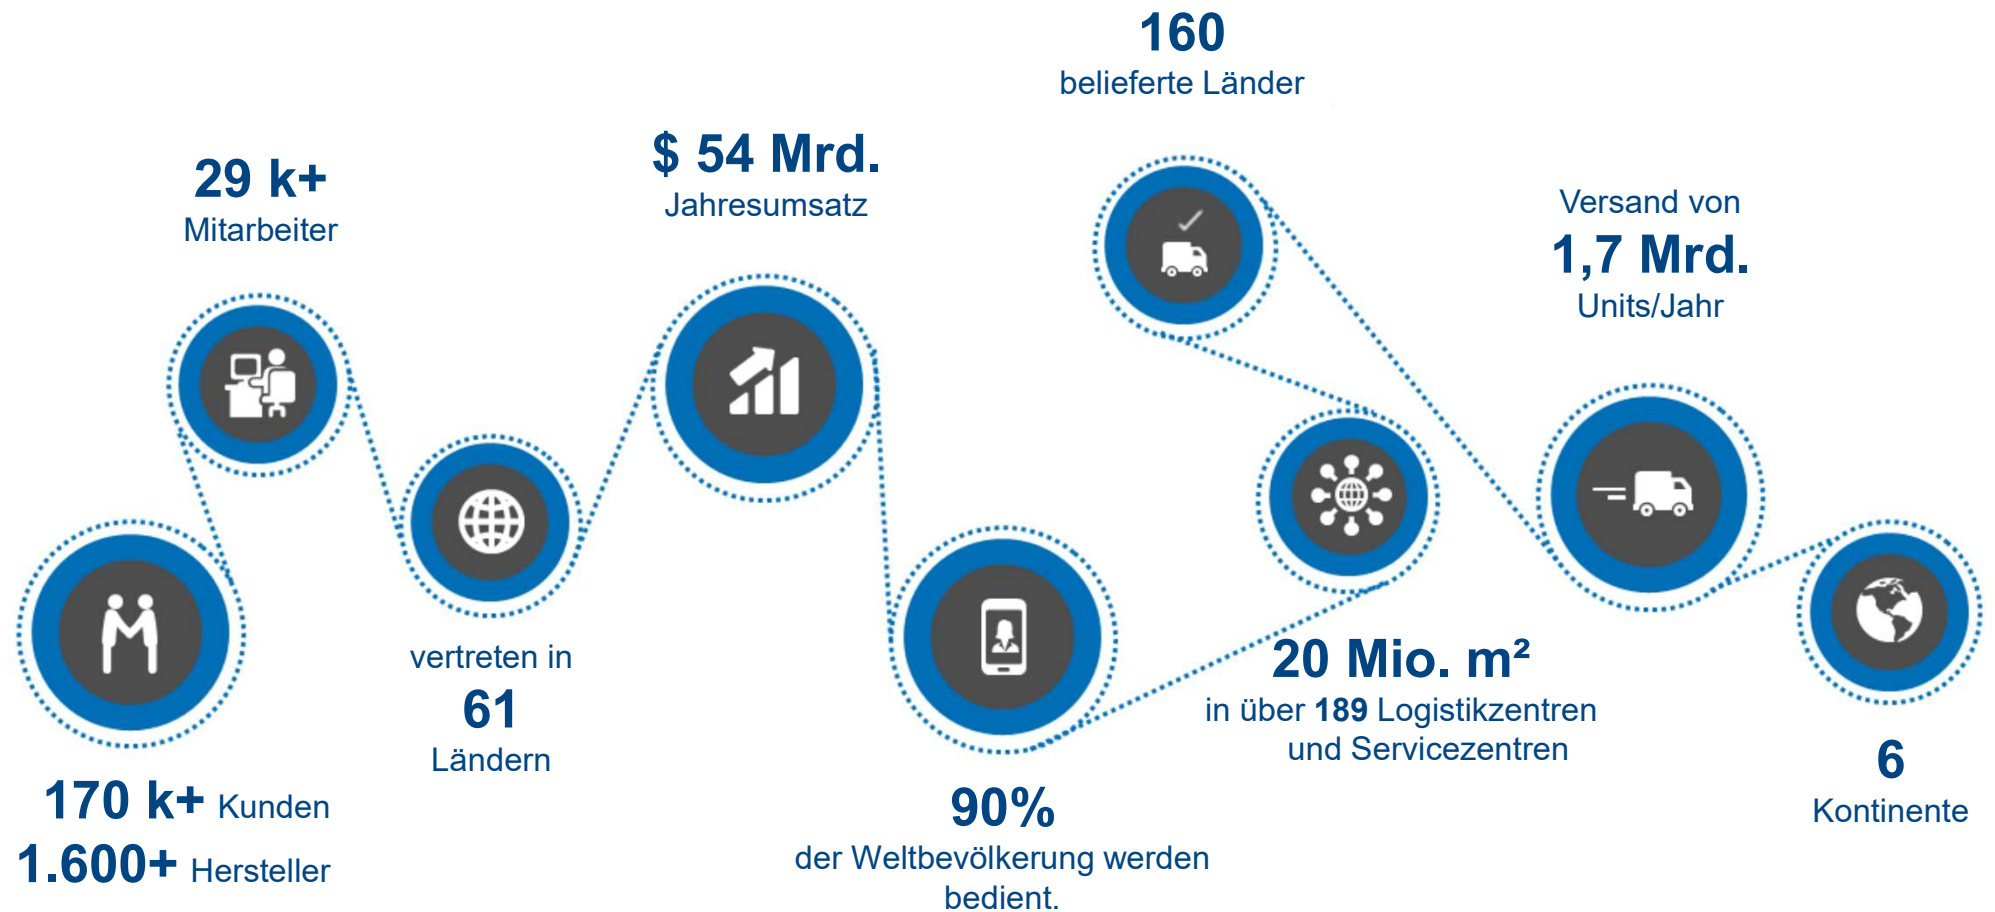 170 k+ Kunden
1.600+ Hersteller
29 k+
Mitarbeiter
vertreten in
61
Ländern
$ 54 Mrd.
Jahresumsatz
90%
der Weltbevölkerung werden
bedient.
20 Mio. m²
in über 189 Logistikzentren
und Servicezentren
160
belieferte Länder
Versand von
1,7 Mrd.
Units/Jahr
6
Kontinente